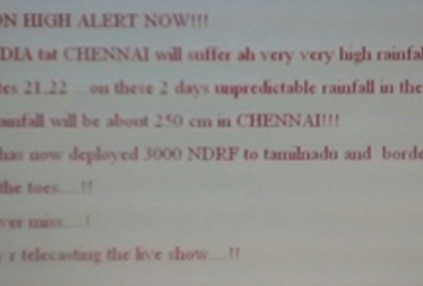 ON HIGH ALERT NOW!!!
DIA tat CHENNAI will suffer ah very very high rainfal
tes 21,22 ....on these 2 days unpredictable rainfall in the
ainfall will be about 250 cm in CHENNAI!!!
has now deployed 3000 NDRF to tamilnadu and borde
the toes.....!!
ver miss.....!
r telecasting the live show.....!!